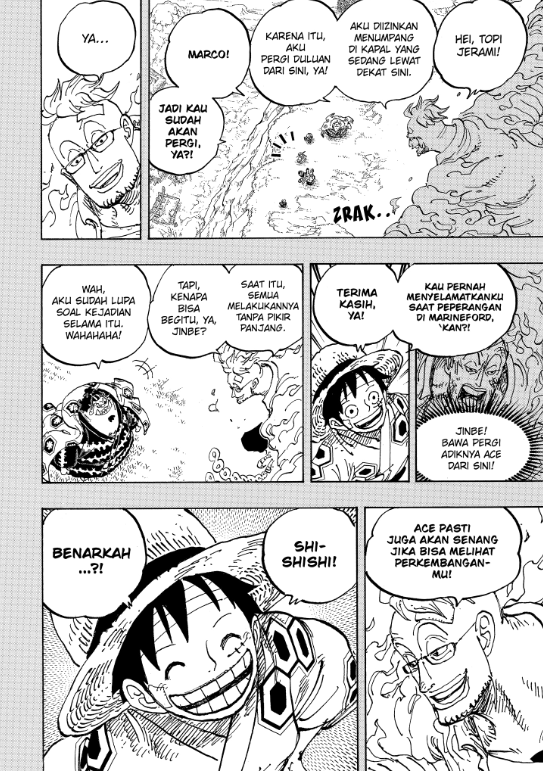 HEI, TOPI
JERAMI!
AKU DIIZINKAN
MENUMPANG
DI KAPAL YANG
SEDANG LEWAT
DEKAT SINI.
KARENA ITU,
AKU
PERGI DULUAN
DARI SINI, YA!
MARCO!
JADI KAU
SUDAH
AKAN
PERGI,
YA?!
ZRAK..
YA...
KAU PERNAH
MENYELAMATKANKU
SAAT PEPERANGAN
DI MARINEFORD,
'KAN?!
JINBE!
BAWA PERGI
ADIKNYA ACE
DARI SINI!
TERIMA
KASIH,
YA!
SAAT ITU,
SEMUA
MELAKUKANNYA
TANPA PIKIR
PANJANG.
TAPI,
KENAPA
BISA
BEGITU, YA,
JINBE?
WAH,
AKU SUDAH LUPA
SOAL KEJADIAN
SELAMA ITU.
WAHAHAHA!
ACE PASTI
JUGA AKAN SENANG
JIKA BISA MELIHAT
PERKEMBANGAN-
MU!
SHI-
SHISHI!
BENARKAH
...?!